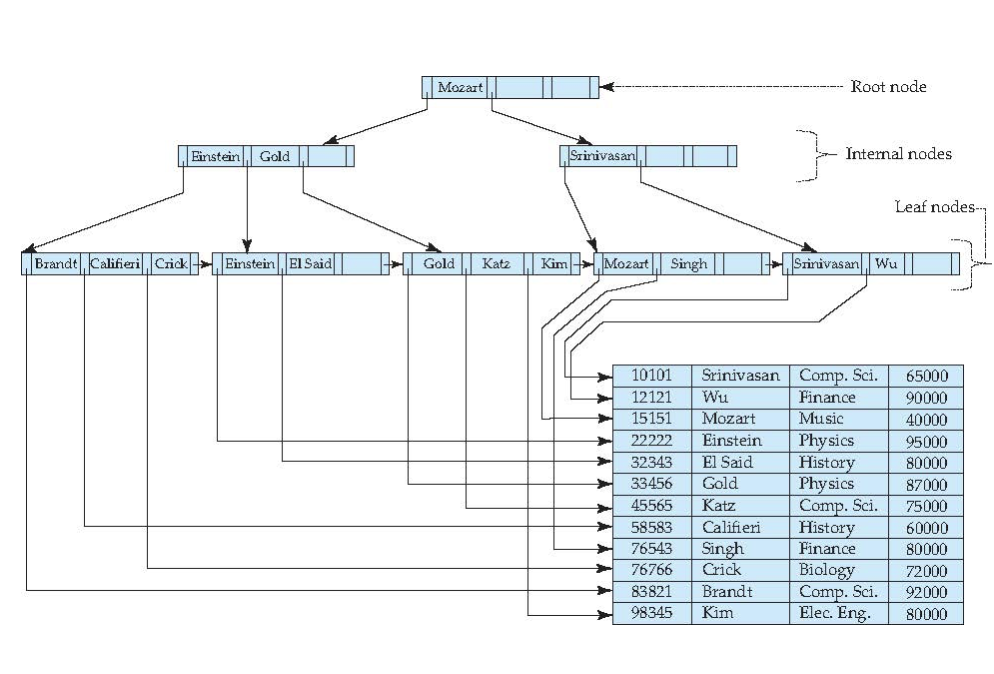 Mozart Root node
Einstein Gold Srinivasan Internal nodes
Leaf nodes
Brandt Califieri Crick Einstein El Said Gold Katz Kim Mozart Singh Srinivasan Wu
10101 Srinivasan Comp. Sci. 65000
12121 Wu Finance 90000
15151 Mozart Music 40000
22222 Einstein Physics 95000
32343 El Said History 80000
33456 Gold Physics 87000
45565 Katz Comp. Sci. 75000
58583 Califieri History 60000
76543 Singh Finance 80000
76766 Crick Biology 72000
83821 Brandt Comp. Sci. 92000
98345 Kim Elec. Eng. 80000